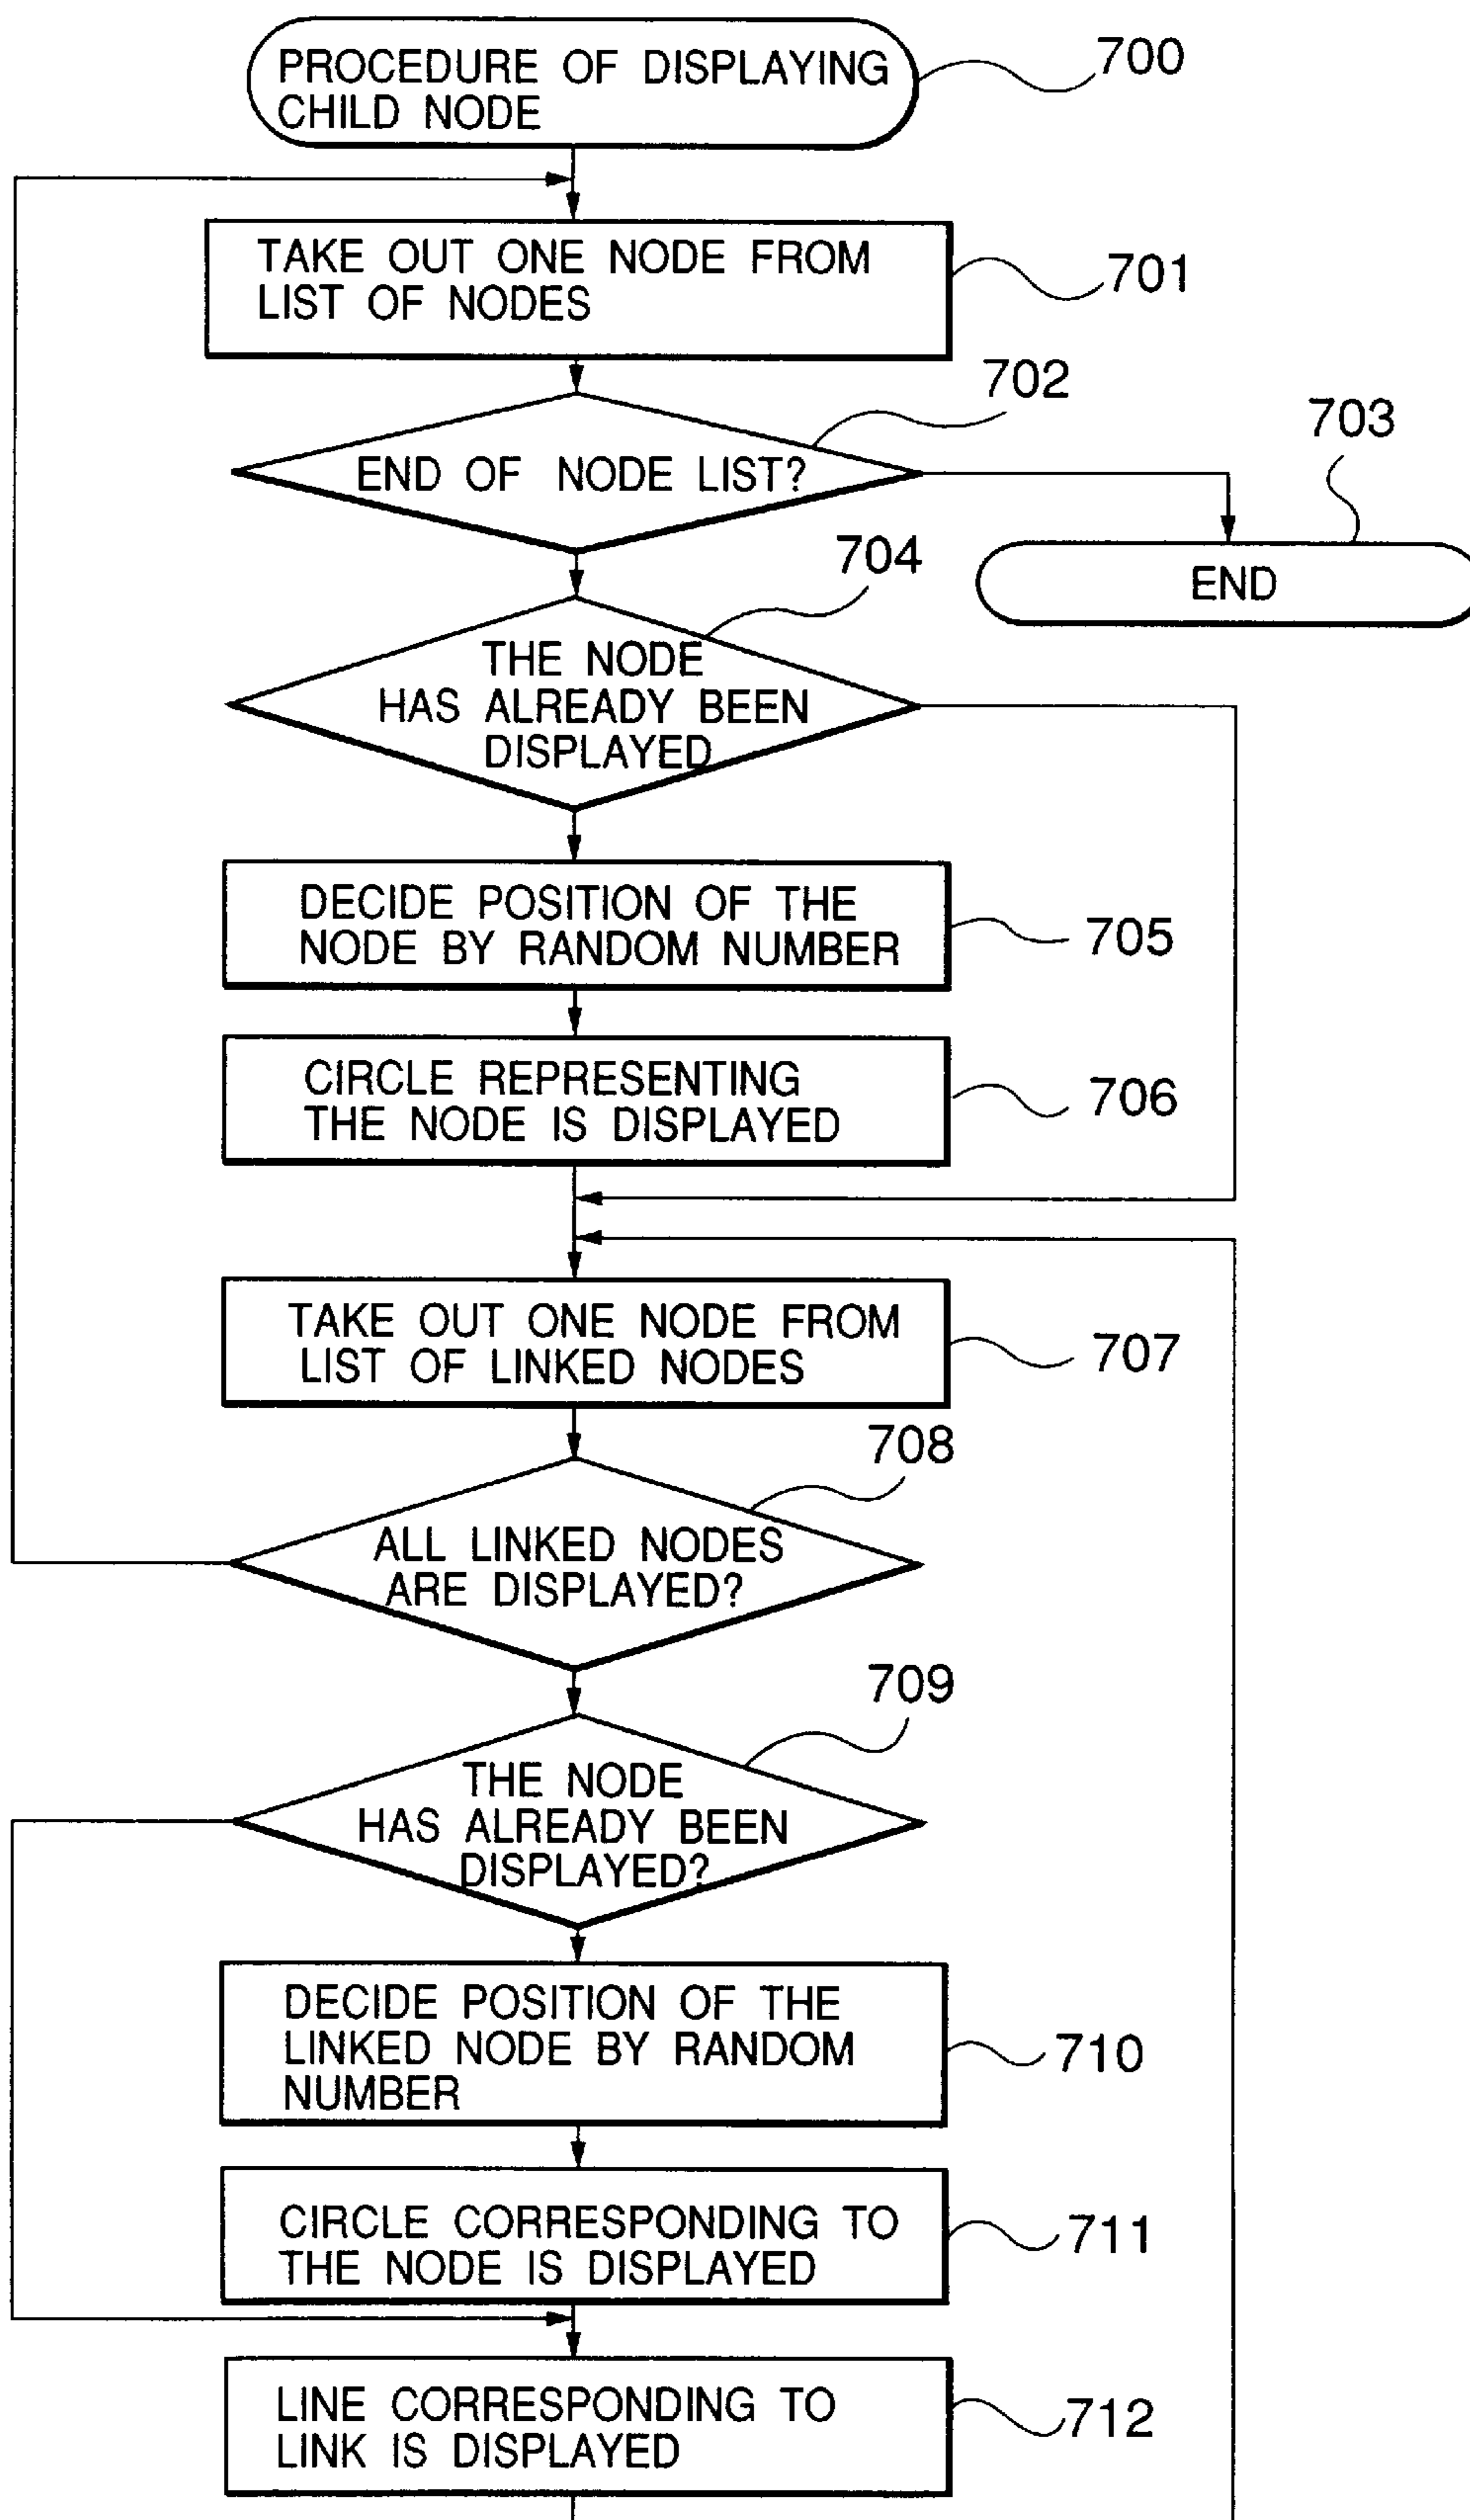 PROCEDURE OF DISPLAYING
CHILD NODE
700
TAKE OUT ONE NODE FROM
LIST OF NODES
701
702
END OF NODE LIST?
703
END
704
THE NODE
HAS ALREADY BEEN
DISPLAYED
DECIDE POSITION OF THE
NODE BY RANDOM NUMBER
705
CIRCLE REPRESENTING
THE NODE IS DISPLAYED
706
TAKE OUT ONE NODE FROM
LIST OF LINKED NODES
707
708
ALL LINKED NODES
ARE DISPLAYED?
709
THE NODE
HAS ALREADY BEEN
DISPLAYED?
DECIDE POSITION OF THE
LINKED NODE BY RANDOM
NUMBER
710
CIRCLE CORRESPONDING TO
THE NODE IS DISPLAYED
711
LINE CORRESPONDING TO
LINK IS DISPLAYED
712